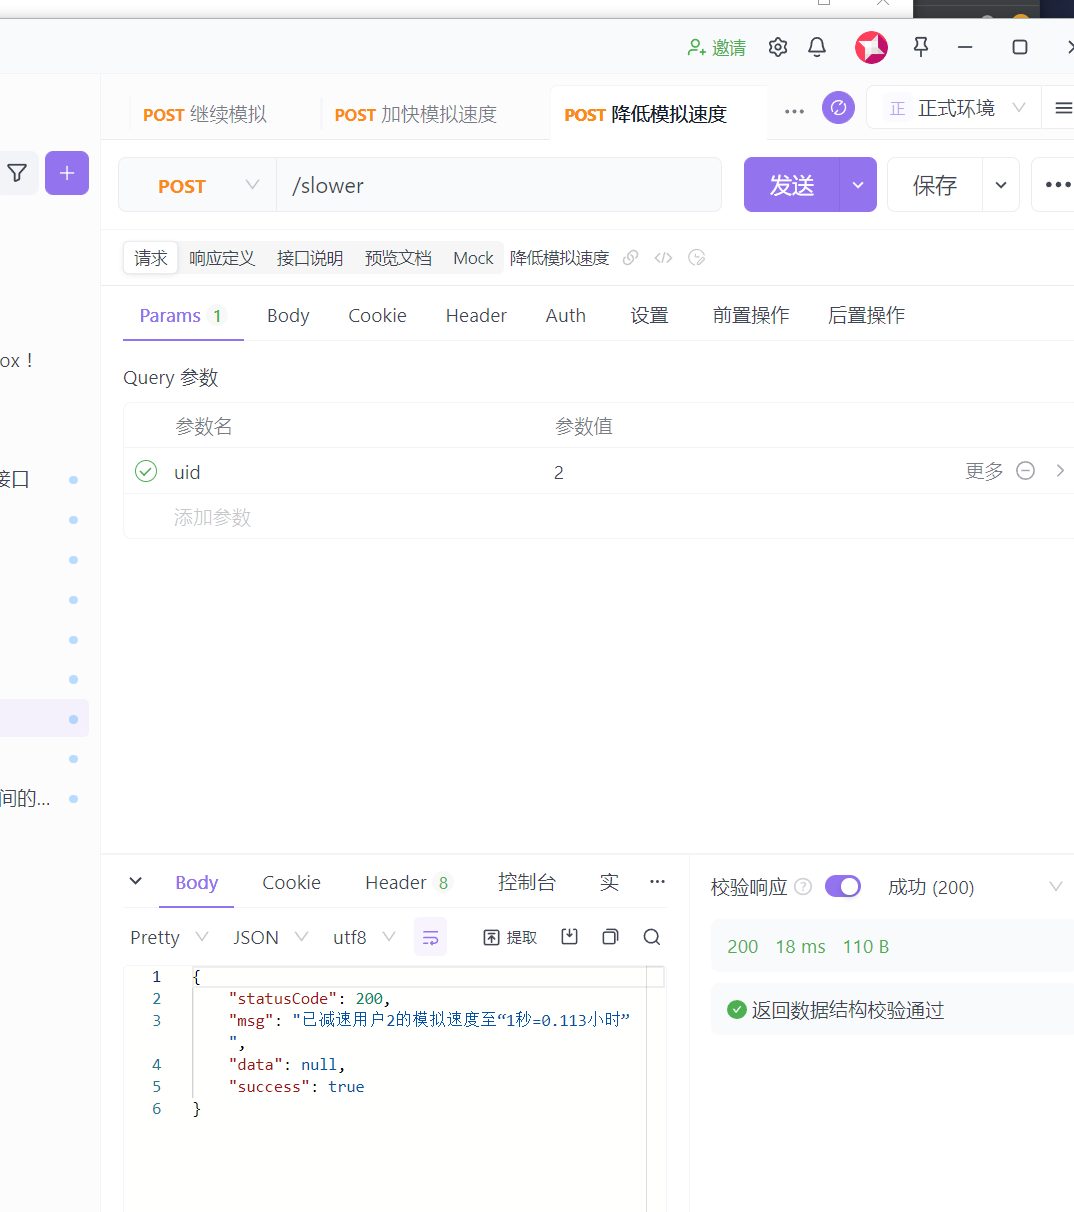 邀请
POST 继续模拟
POST 加快模拟速度
POST 降低模拟速度
正 正式环境
POST
/slower
发送
保存
请求 响应定义 接口说明 预览文档 Mock 降低模拟速度
Params 1 Body Cookie Header Auth 设置 前置操作 后置操作
ox！
Query 参数
参数名 参数值
uid 2 更多
添加参数
接口
间的...
Body Cookie Header 8 控制台 实
校验响应 成功 (200)
Pretty JSON utf8 提取
200 18 ms 110 B
返回数据结构校验通过
1 {
2 "statusCode": 200,
3 "msg": "已减速用户2的模拟速度至“1秒=0.113小时”
",
4 "data": null,
5 "success": true
6 }